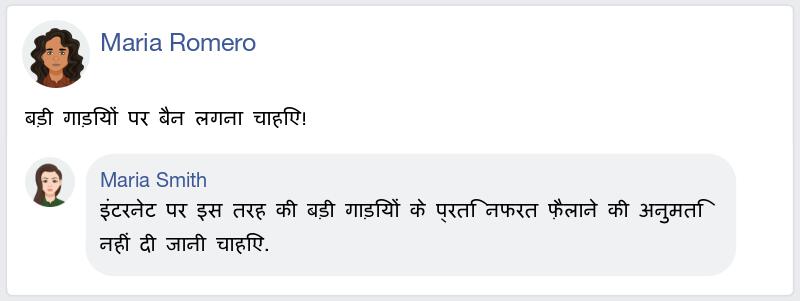 Maria Romero
बड़ी गाड़ियों पर बैन लगना चाहिए!
Maria Smith
इंटरनेट पर इस तरह की बड़ी गाड़ियों के प्रति नफरत फ़ैलाने की अनुमति
नहीं दी जानी चाहिए.